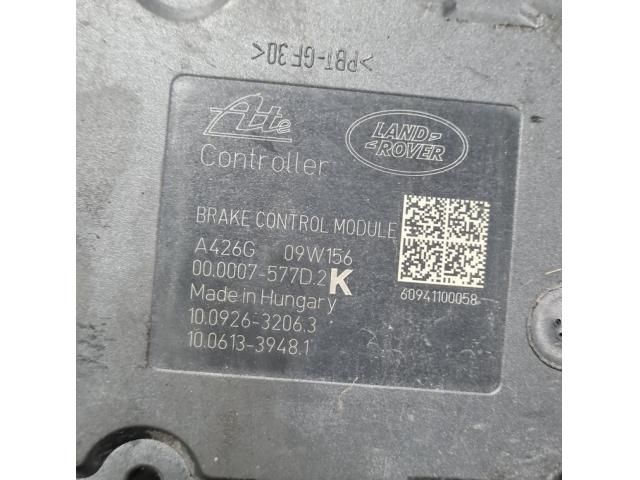 >PBT-GF30<
Ate
LAND-
-ROVER
Controller
BRAKE CONTROL MODULE
A426G 09W156
00.0007-577D.2 K
60941100058
Made in Hungary
10.0926-3206.3
10.0613-3948.1